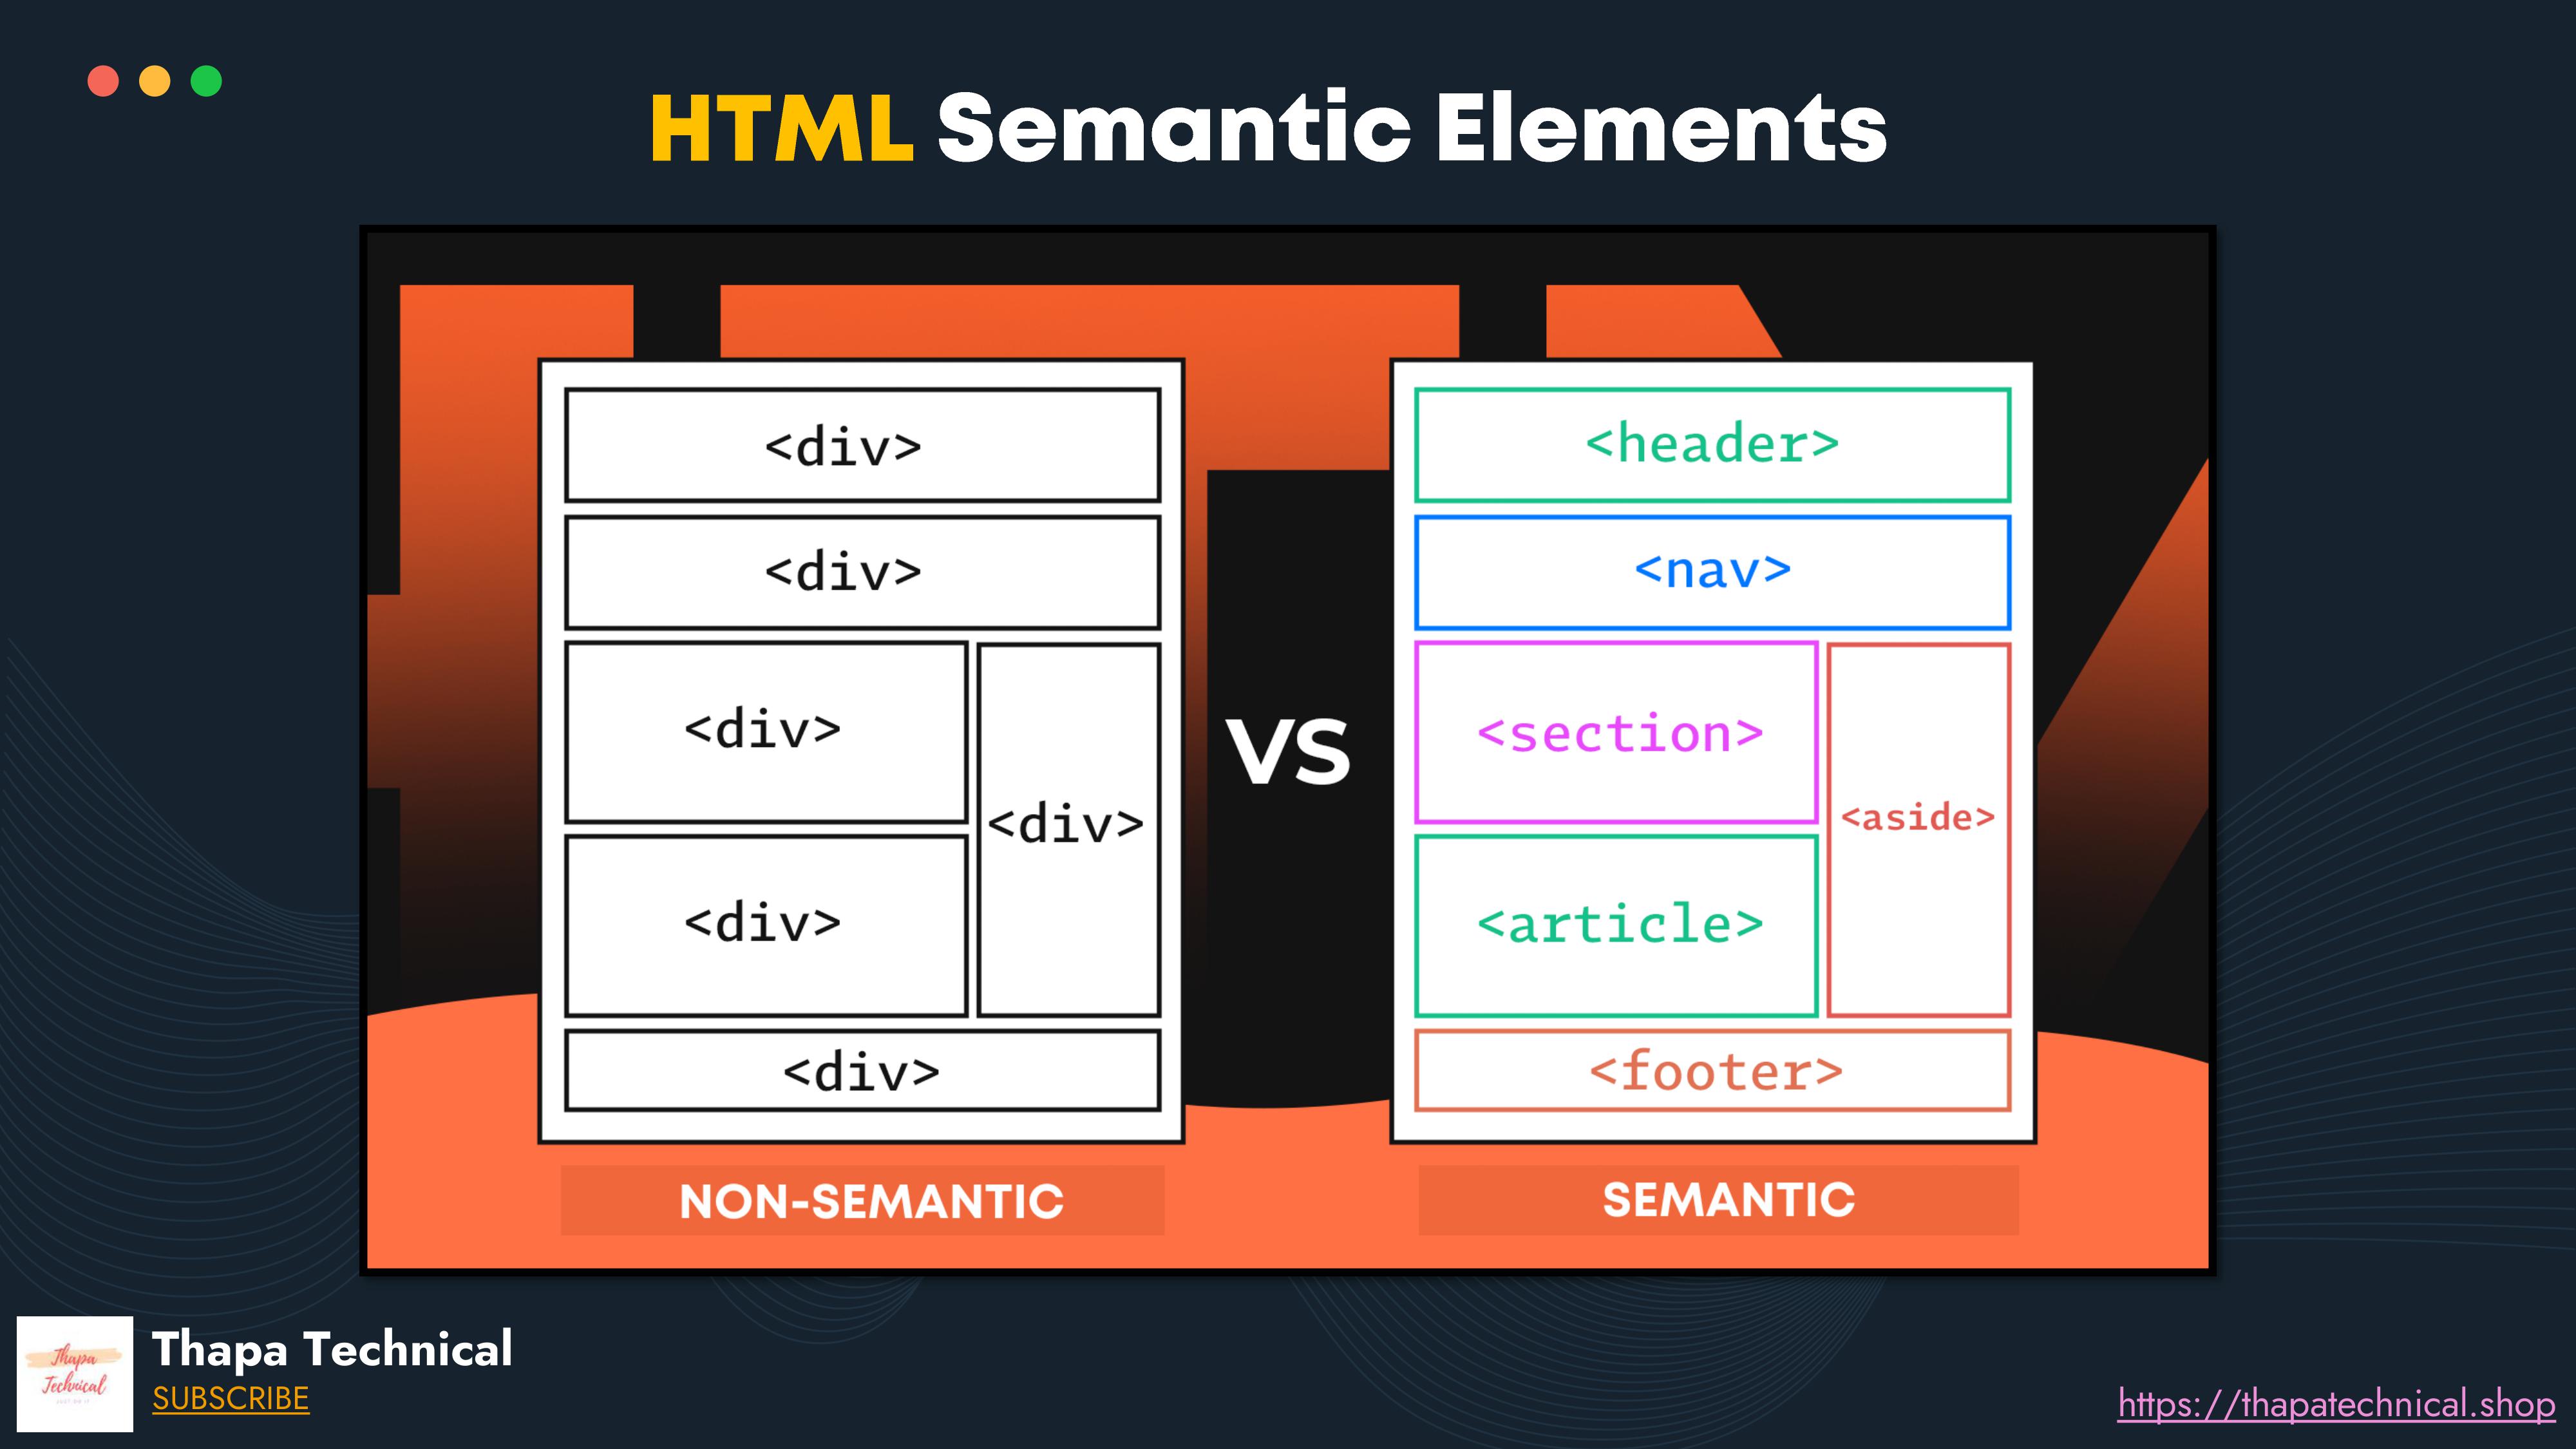 HTML Semantic Elements
<div>
<div>
<div>
<div>
<div>
<div>
NON-SEMANTIC
VS
<header>
<nav>
<section>
<aside>
<article>
<footer>
SEMANTIC
Thapa
Technical
Thapa Technical
SUBSCRIBE
https://thapatechnical.shop